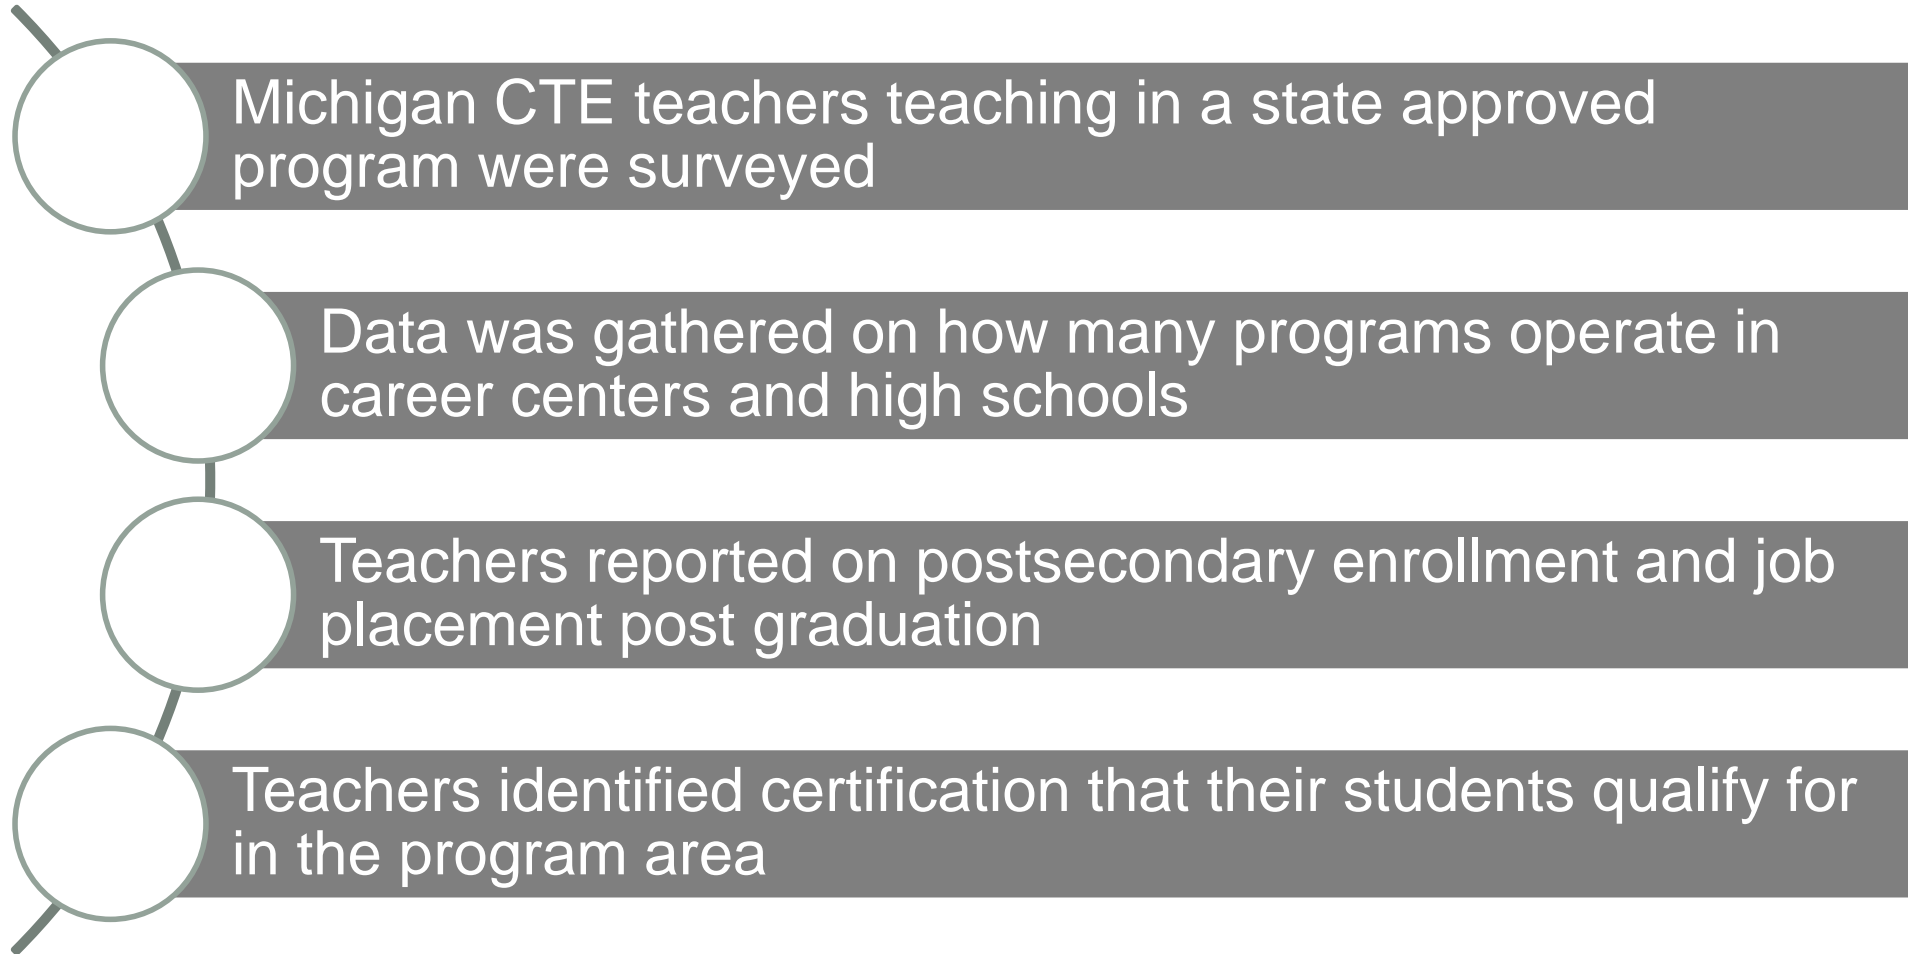 Michigan CTE teachers teaching in a state approved
program were surveyed
Data was gathered on how many programs operate in
career centers and high schools
Teachers reported on postsecondary enrollment and job
placement post graduation
Teachers identified certification that their students qualify for
in the program area